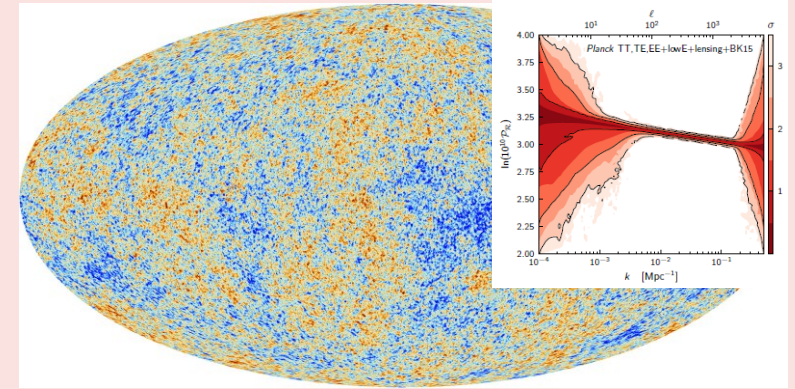 ℓ
10¹ 10² 10³ σ
Planck TT,TE,EE+lowE+lensing+BK15
4.00
3.75
3.50
3.25
3.00
2.75
2.50
2.25
2.00
ln(10¹⁰𝒫_ℛ)
3
2
1
10⁻⁴ 10⁻³ 10⁻² 10⁻¹
k [Mpc⁻¹]